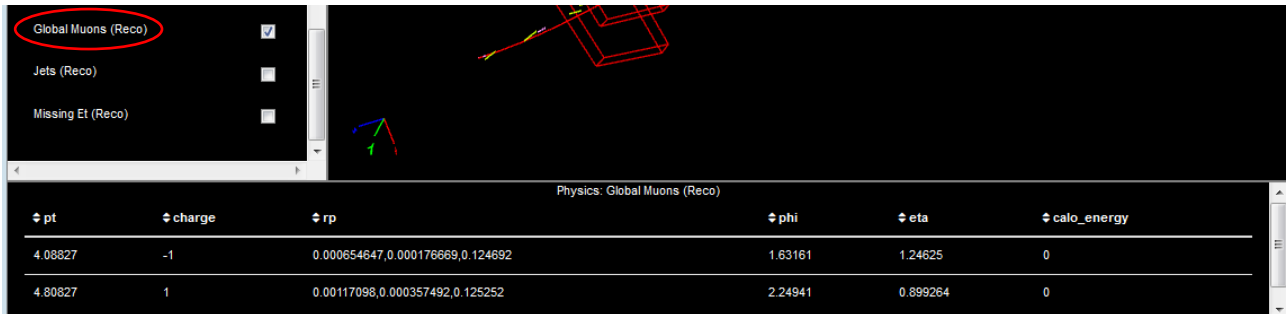 Global Muons (Reco)
Jets (Reco)
Missing Et (Reco)
Physics: Global Muons (Reco)
pt charge rp phi eta calo_energy
4.08827 -1 0.000654647,0.000176669,0.124692 1.63161 1.24625 0
4.80827 1 0.00117098,0.000357492,0.125252 2.24941 0.899264 0